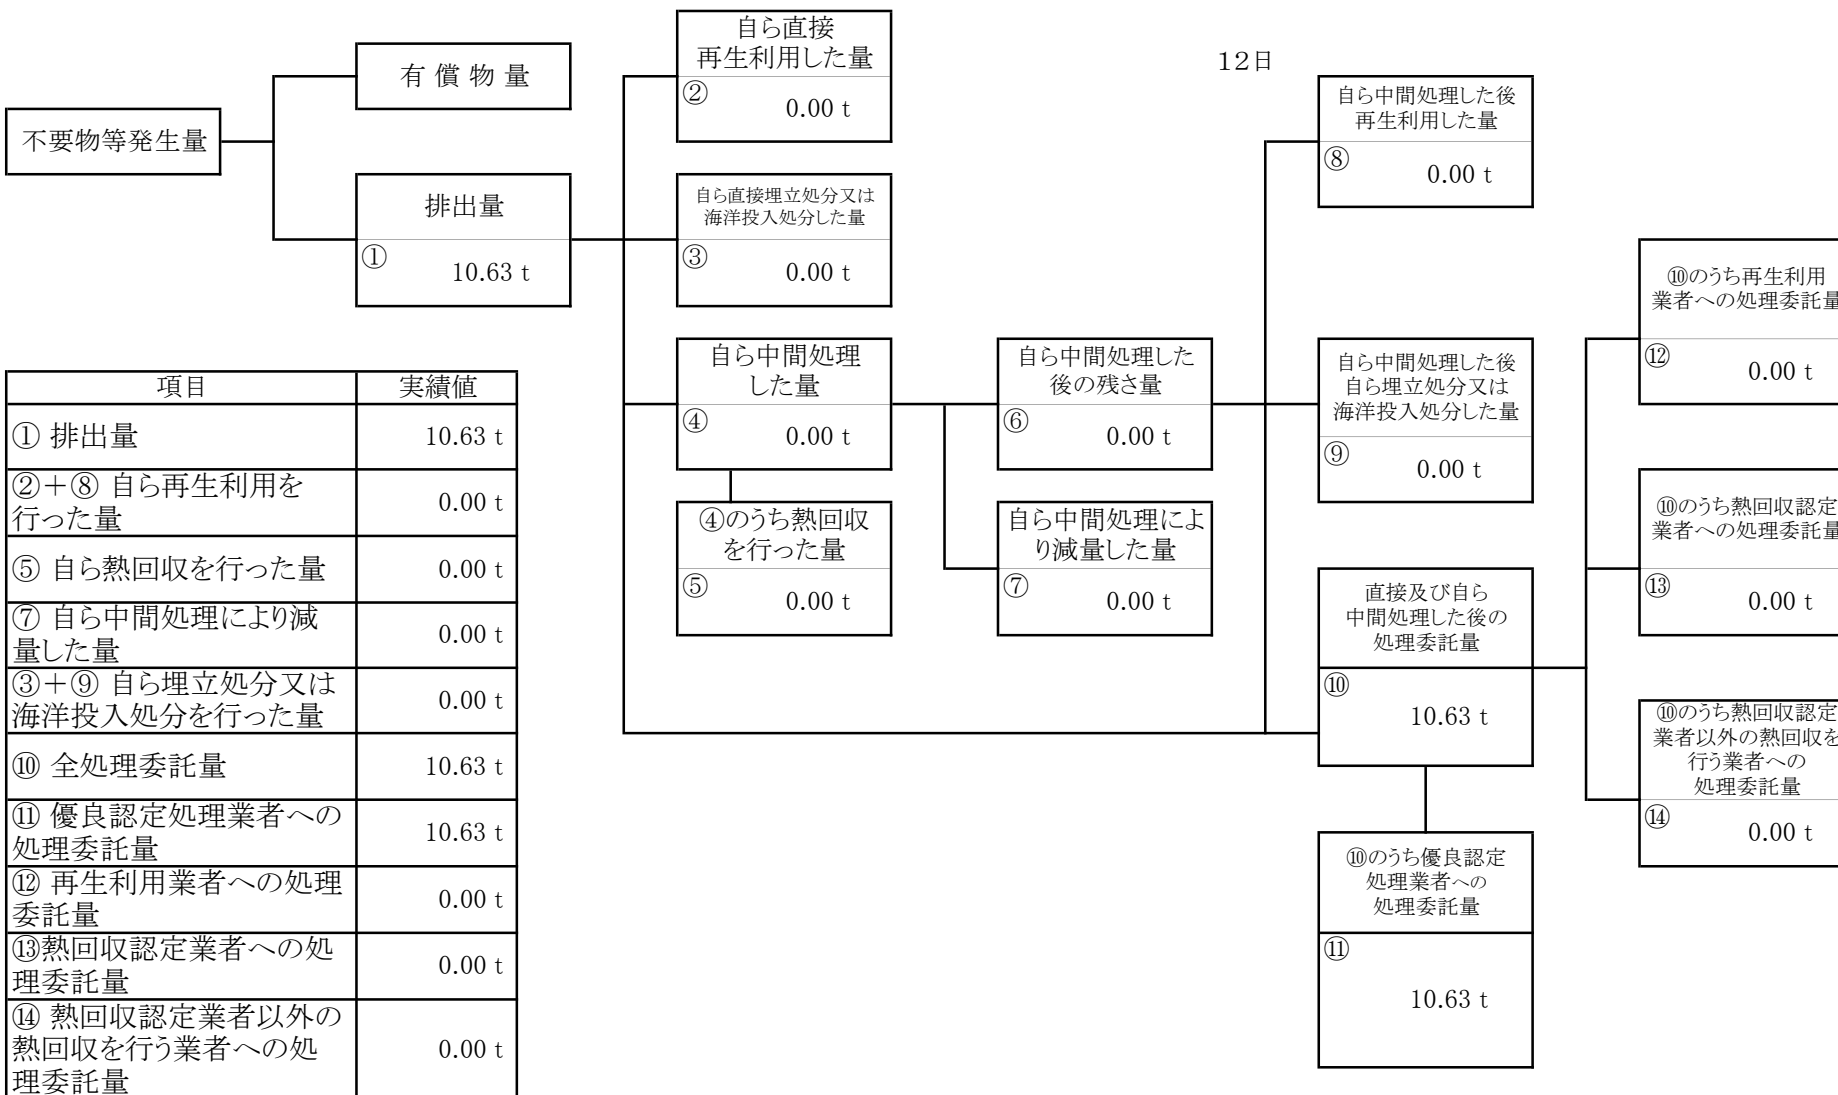 自ら直接
再生利用した量
② 0.00 t
12日
有 償 物 量
不要物等発生量
排出量
① 10.63 t
自ら直接埋立処分又は
海洋投入処分した量
③ 0.00 t
自ら中間処理した後
再生利用した量
⑧ 0.00 t
自ら中間処理
した量
④ 0.00 t
自ら中間処理した
後の残さ量
⑥ 0.00 t
自ら中間処理した後
自ら埋立処分又は
海洋投入処分した量
⑨ 0.00 t
⑩のうち再生利用
業者への処理委託量
⑫ 0.00 t
④のうち熱回収
を行った量
⑤ 0.00 t
自ら中間処理によ
り減量した量
⑦ 0.00 t
直接及び自ら
中間処理した後の
処理委託量
⑩ 10.63 t
⑩のうち熱回収認定
業者への処理委託量
⑬ 0.00 t
⑩のうち熱回収認定
業者以外の熱回収を
行う業者への
処理委託量
⑭ 0.00 t
⑩のうち優良認定
処理業者への
処理委託量
⑪ 10.63 t
項目 実績値
① 排出量 10.63 t
②＋⑧ 自ら再生利用を
行った量 0.00 t
⑤ 自ら熱回収を行った量 0.00 t
⑦ 自ら中間処理により減
量した量 0.00 t
③＋⑨ 自ら埋立処分又は
海洋投入処分を行った量 0.00 t
⑩ 全処理委託量 10.63 t
⑪ 優良認定処理業者への
処理委託量 10.63 t
⑫ 再生利用業者への処理
委託量 0.00 t
⑬熱回収認定業者への処
理委託量 0.00 t
⑭ 熱回収認定業者以外の
熱回収を行う業者への処
理委託量 0.00 t